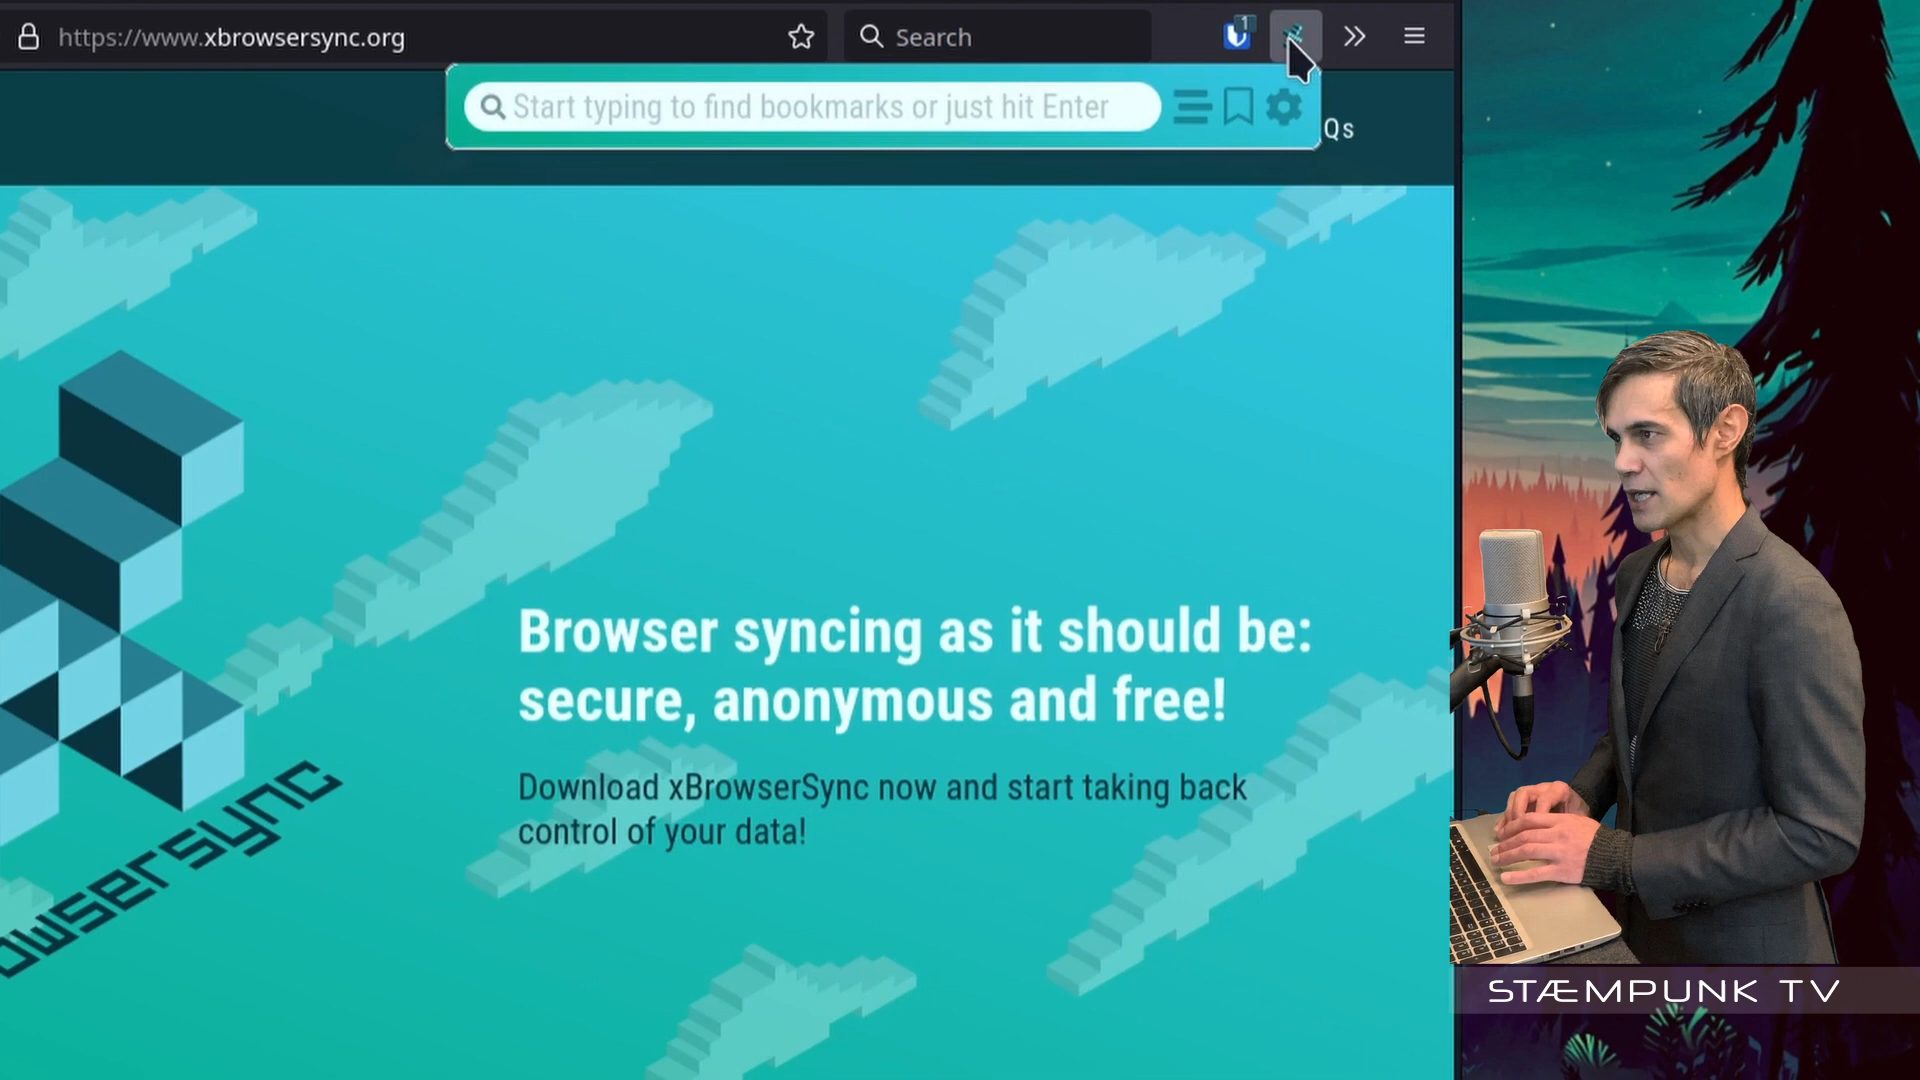 https://www.xbrowsersync.org
Search
1
Start typing to find bookmarks or just hit Enter
Qs
Browser syncing as it should be:
secure, anonymous and free!
Download xBrowserSync now and start taking back
control of your data!
owsersync
STÆMPUNK TV